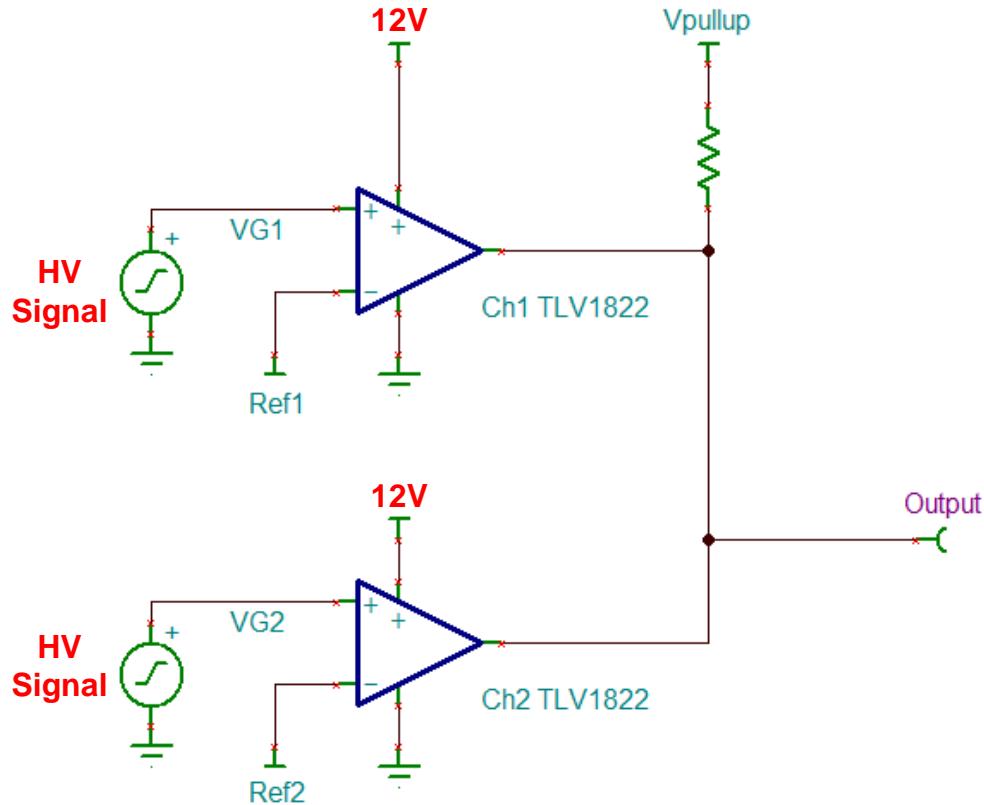 12V
Vpullup
+
VG1
+
+
HV
Signal
−
Ch1 TLV1822
Ref1
12V
Output
+
VG2
+
+
HV
Signal
−
Ch2 TLV1822
Ref2